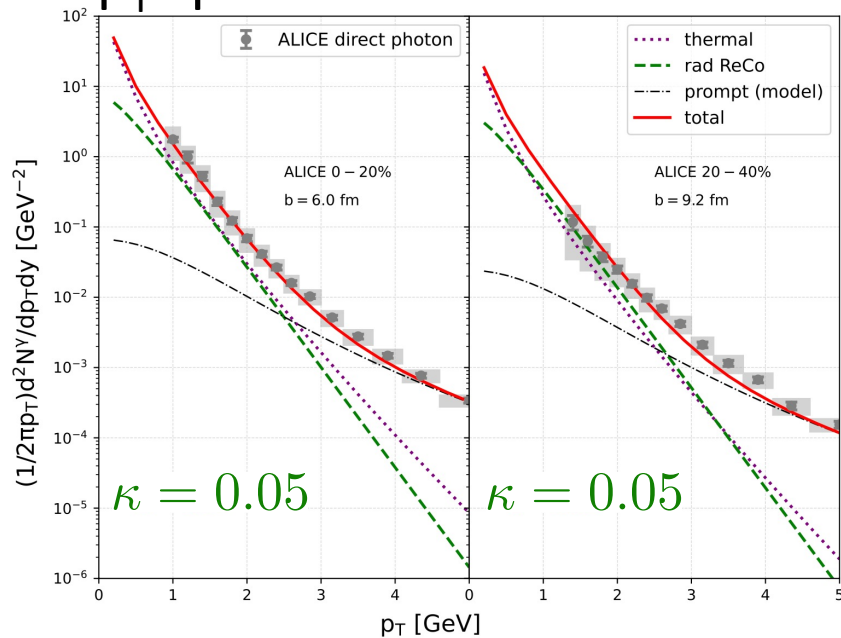 10²
10¹
10⁰
10⁻¹
10⁻²
10⁻³
10⁻⁴
10⁻⁵
10⁻⁶
(1/2πp_T)d²N^γ/dp_Tdy [GeV⁻²]
ALICE direct photon
ALICE 0 − 20%
b = 6.0 fm
κ = 0.05
thermal
rad ReCo
prompt (model)
total
ALICE 20 − 40%
b = 9.2 fm
κ = 0.05
0 1 2 3 4 0 1 2 3 4 5
p_T [GeV]